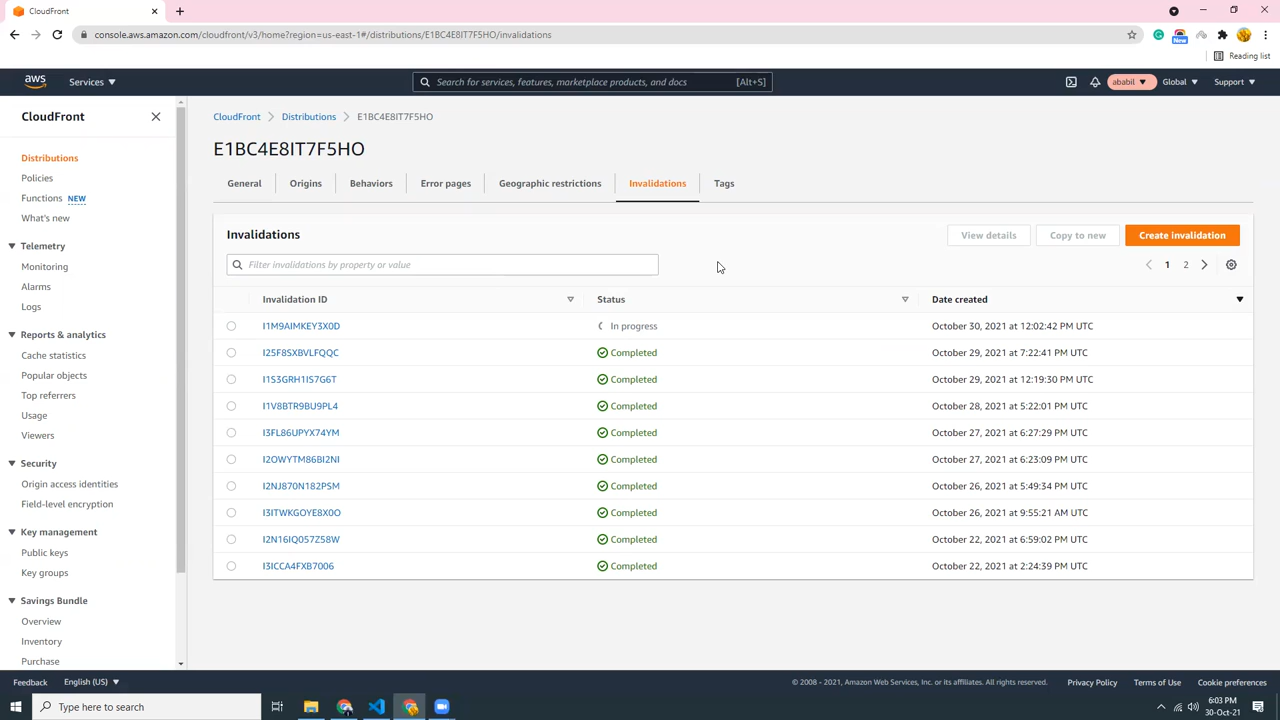 CloudFront
console.aws.amazon.com/cloudfront/v3/home?region=us-east-1#/distributions/E1BC4E8IT7F5HO/invalidations
New
Reading list
aws
Services
Search for services, features, marketplace products, and docs [Alt+S]
ababil
Global
Support
CloudFront
Distributions
Policies
Functions NEW
What's new
Telemetry
Monitoring
Alarms
Logs
Reports & analytics
Cache statistics
Popular objects
Top referrers
Usage
Viewers
Security
Origin access identities
Field-level encryption
Key management
Public keys
Key groups
Savings Bundle
Overview
Inventory
Purchase
CloudFront > Distributions > E1BC4E8IT7F5HO
E1BC4E8IT7F5HO
General Origins Behaviors Error pages Geographic restrictions Invalidations Tags
Invalidations
View details Copy to new Create invalidation
Filter invalidations by property or value
1 2
Invalidation ID Status Date created
I1M9AIMKEY3X0D In progress October 30, 2021 at 12:02:42 PM UTC
I25F8SXBVLFQQC Completed October 29, 2021 at 7:22:41 PM UTC
I1S3GRH1IS7G6T Completed October 29, 2021 at 12:19:30 PM UTC
I1V8BTR9BU9PL4 Completed October 28, 2021 at 5:22:01 PM UTC
I3FL86UPYX74YM Completed October 27, 2021 at 6:27:29 PM UTC
I2OWYTM86BI2NI Completed October 27, 2021 at 6:23:09 PM UTC
I2NJ870N182PSM Completed October 26, 2021 at 5:49:34 PM UTC
I3ITWKGOYE8X0O Completed October 26, 2021 at 9:55:21 AM UTC
I2N16IQ057Z58W Completed October 22, 2021 at 6:59:02 PM UTC
I3ICCA4FXB7006 Completed October 22, 2021 at 2:24:39 PM UTC
Feedback English (US)
© 2008 - 2021, Amazon Web Services, Inc. or its affiliates. All rights reserved. Privacy Policy Terms of Use Cookie preferences
Type here to search
6:03 PM
30-Oct-21